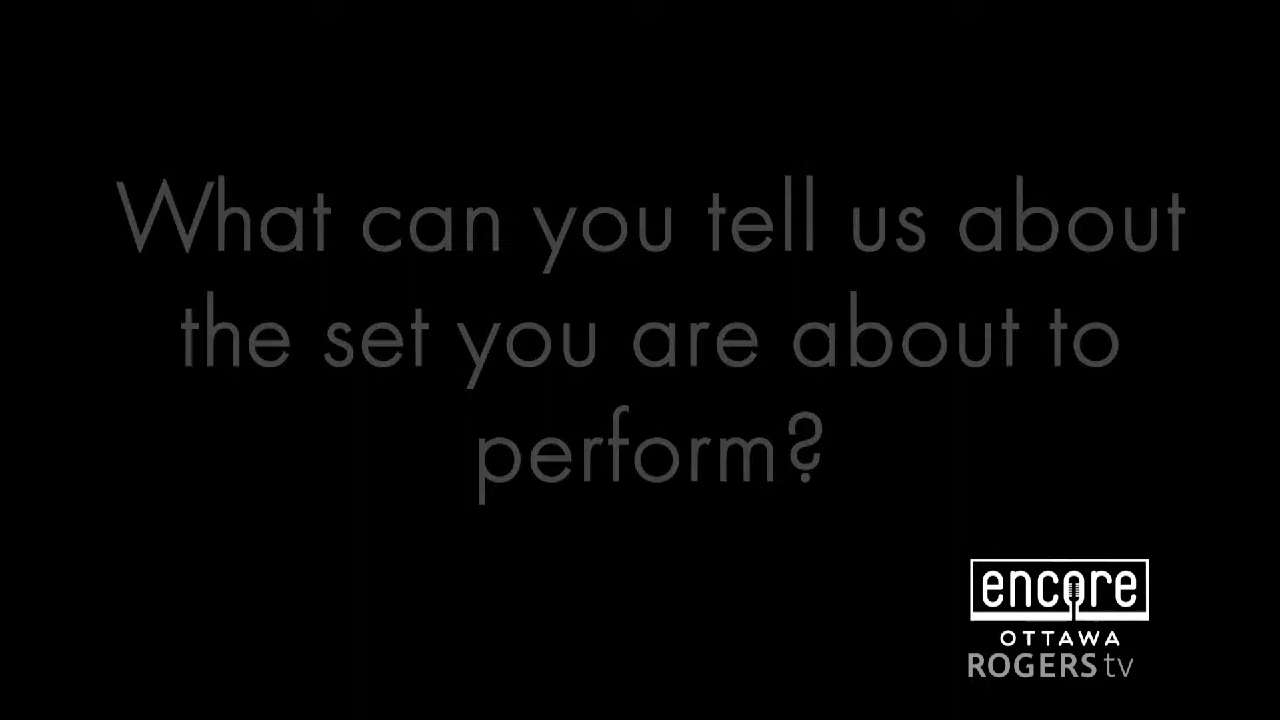 What can you tell us about
the set you are about to
perform?
encore
OTTAWA
ROGERS tv